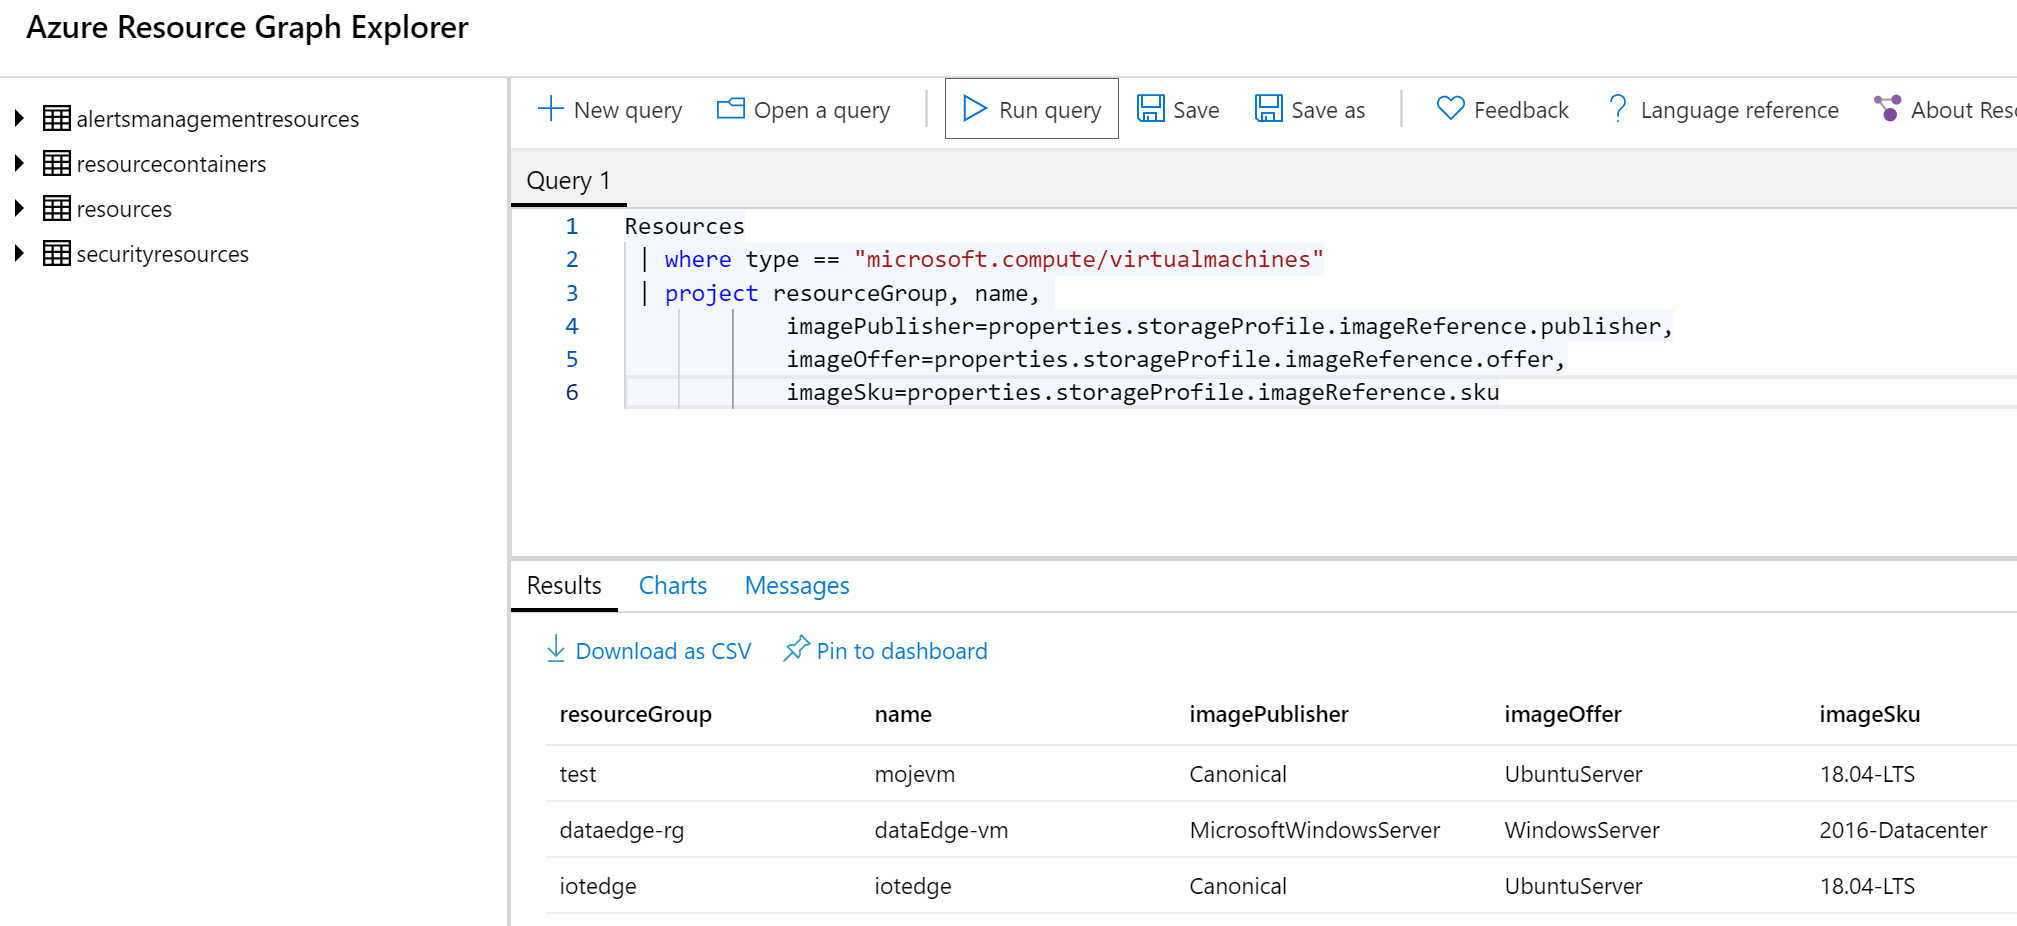 Azure Resource Graph Explorer
alertsmanagementresources
resourcecontainers
resources
securityresources
New query Open a query Run query Save Save as Feedback ? Language reference About Reso
Query 1
1 Resources
2 | where type == "microsoft.compute/virtualmachines"
3 | project resourceGroup, name,
4 imagePublisher=properties.storageProfile.imageReference.publisher,
5 imageOffer=properties.storageProfile.imageReference.offer,
6 imageSku=properties.storageProfile.imageReference.sku
Results Charts Messages
Download as CSV Pin to dashboard
resourceGroup name imagePublisher imageOffer imageSku
test mojevm Canonical UbuntuServer 18.04-LTS
dataedge-rg dataEdge-vm MicrosoftWindowsServer WindowsServer 2016-Datacenter
iotedge iotedge Canonical UbuntuServer 18.04-LTS